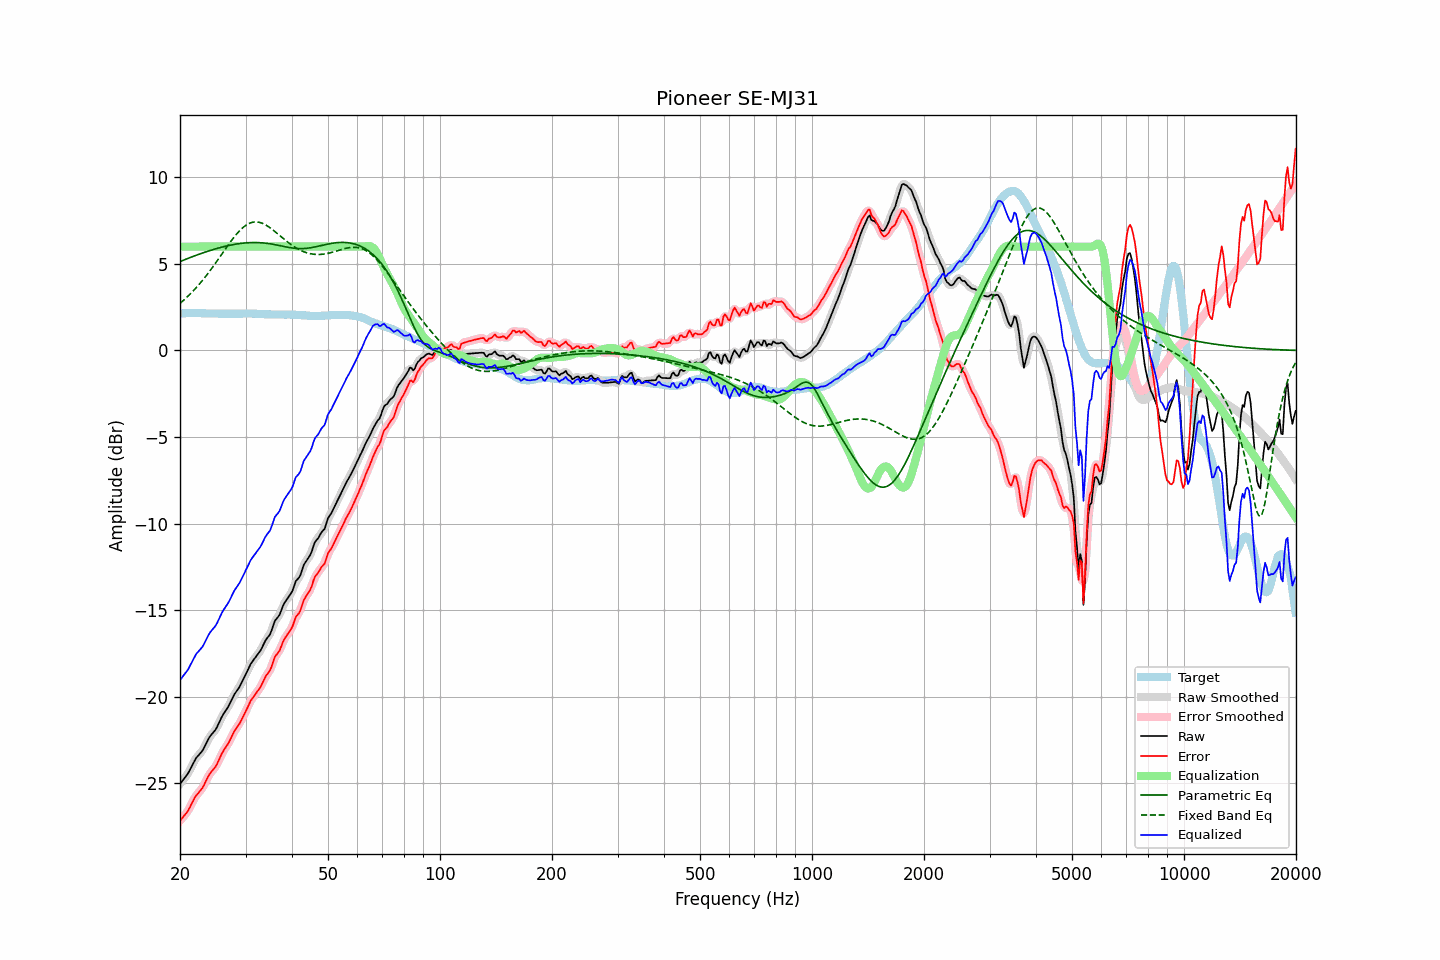 Pioneer SE-MJ31
Amplitude (dBr)
10
5
0
−5
−10
−15
−20
−25
20
50
100
200
500
1000
2000
5000
10000
20000
Frequency (Hz)
Target
Raw Smoothed
Error Smoothed
Raw
Error
Equalization
Parametric Eq
Fixed Band Eq
Equalized